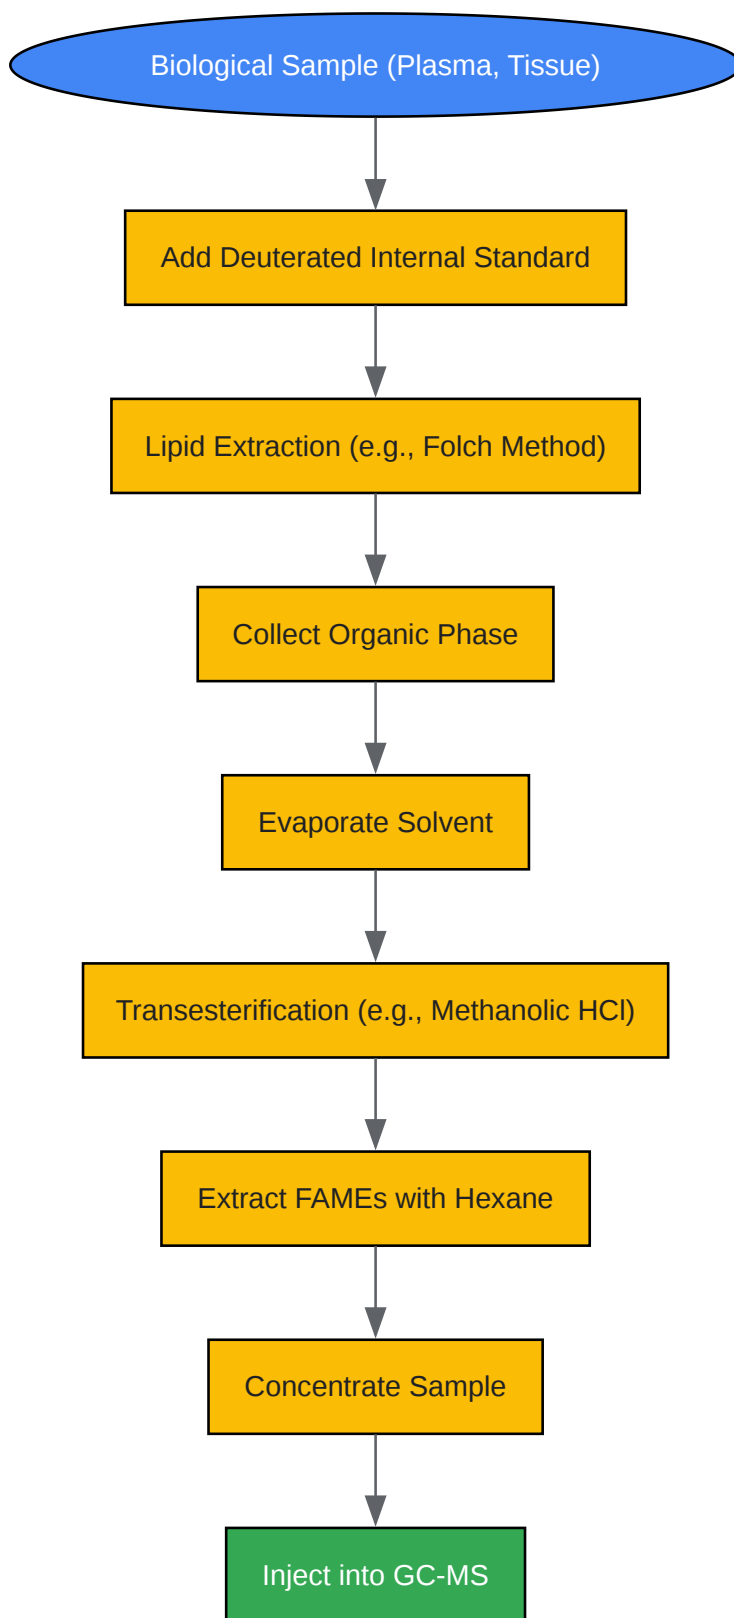 Biological Sample (Plasma, Tissue)
Add Deuterated Internal Standard
Lipid Extraction (e.g., Folch Method)
Collect Organic Phase
Evaporate Solvent
Transesterification (e.g., Methanolic HCl)
Extract FAMEs with Hexane
Concentrate Sample
Inject into GC-MS